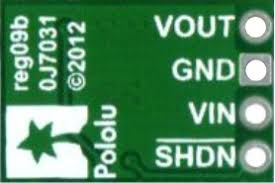 reg09b
0J7031
©2012
Pololu
VOUT
GND
VIN
SHDN